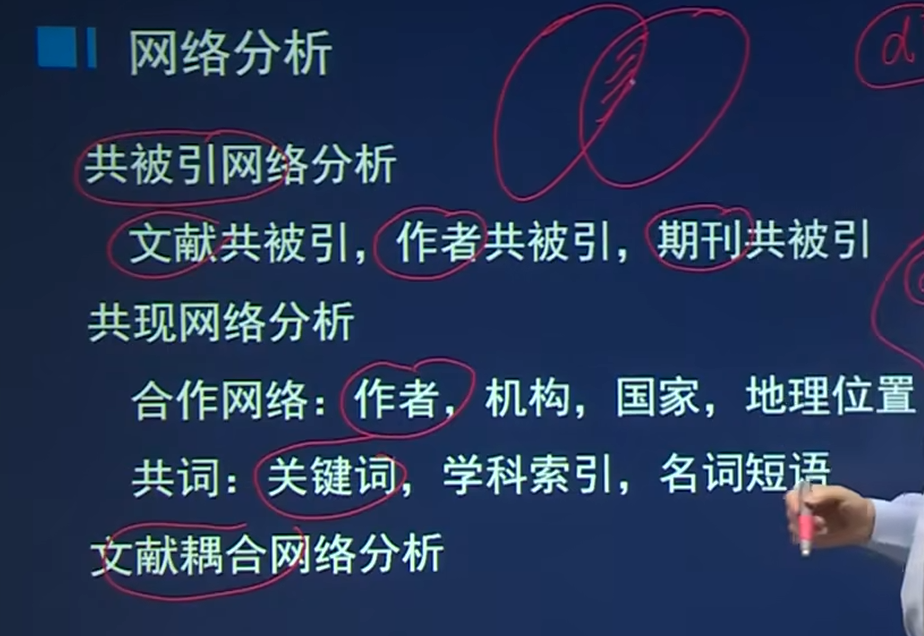 网络分析
d
共被引网络分析
文献共被引，作者共被引，期刊共被引
共现网络分析
合作网络：作者，机构，国家，地理位置
共词：关键词，学科索引，名词短语
文献耦合网络分析